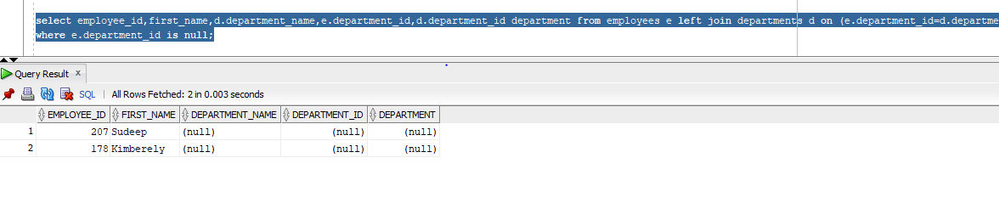 select employee_id,first_name,d.department_name,e.department_id,d.department_id department from employees e left join departments d on (e.department_id=d.departme
where e.department_id is null;
Query Result x
SQL | All Rows Fetched: 2 in 0.003 seconds
EMPLOYEE_ID FIRST_NAME DEPARTMENT_NAME DEPARTMENT_ID DEPARTMENT
1 207 Sudeep (null) (null) (null)
2 178 Kimberely (null) (null) (null)